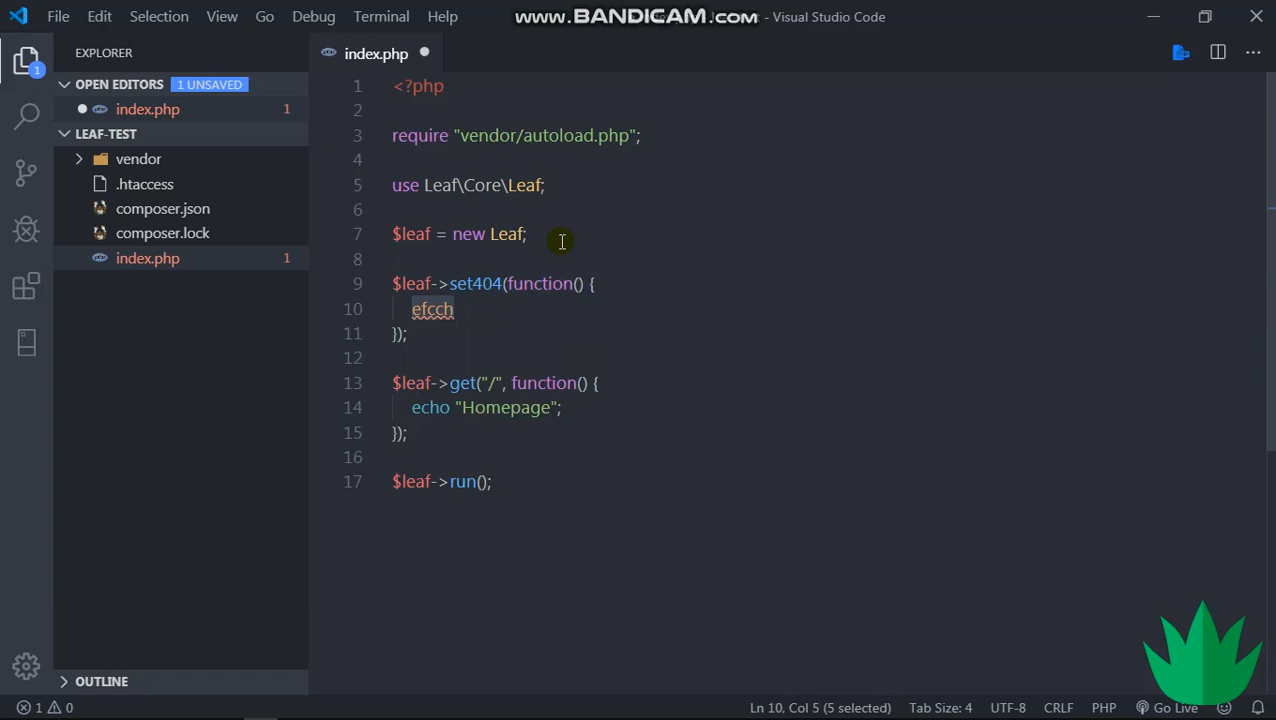 File Edit Selection View Go Debug Terminal Help
www.BANDICAM.com - Visual Studio Code
EXPLORER
OPEN EDITORS 1 UNSAVED
index.php 1
LEAF-TEST
vendor
.htaccess
composer.json
composer.lock
index.php 1
OUTLINE
index.php
1 <?php
2
3 require "vendor/autoload.php";
4
5 use Leaf\Core\Leaf;
6
7 $leaf = new Leaf;
8
9 $leaf->set404(function() {
10 efcch
11 });
12
13 $leaf->get("/", function() {
14 echo "Homepage";
15 });
16
17 $leaf->run();
1
1 0
Ln 10, Col 5 (5 selected) Tab Size: 4 UTF-8 CRLF PHP Go Live